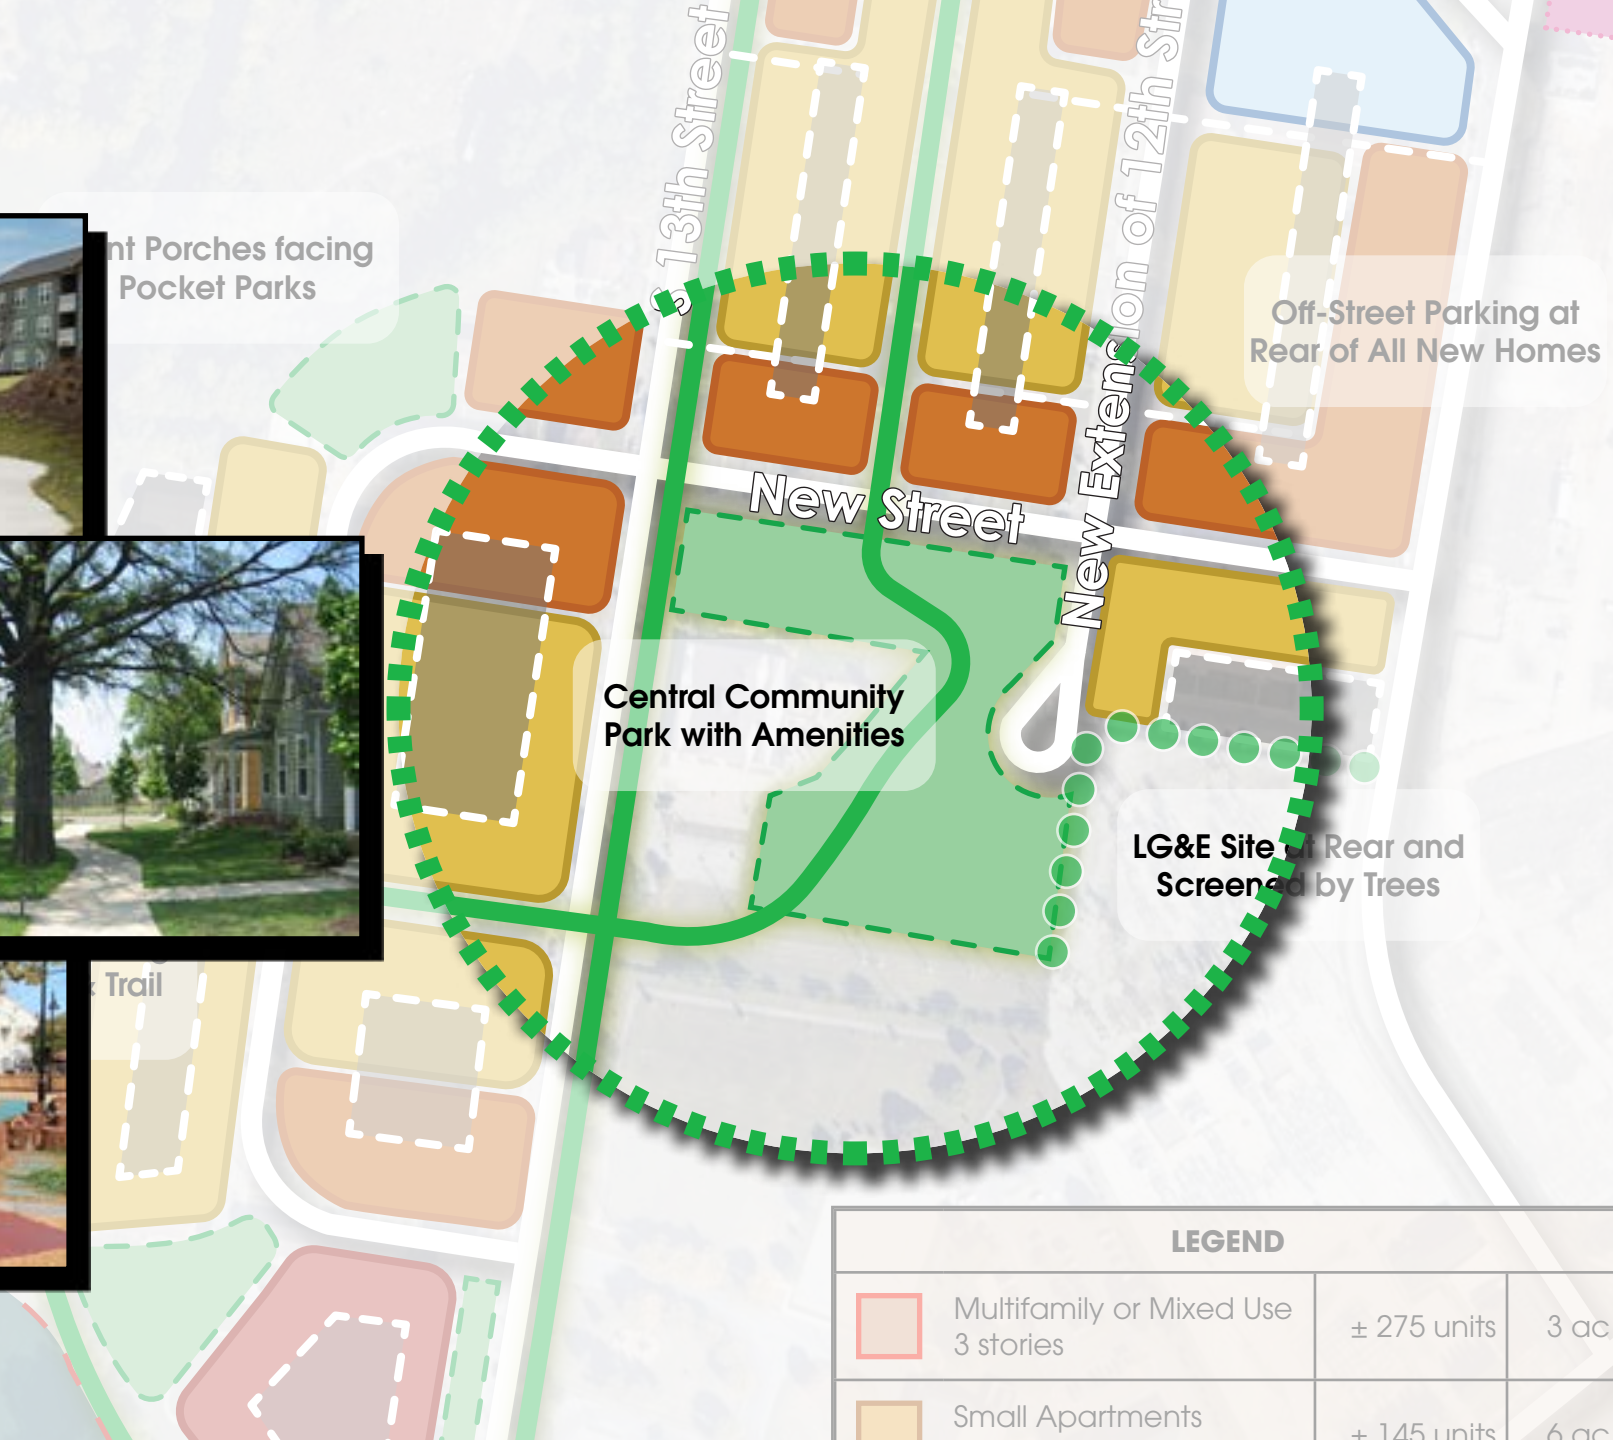 S 13th Street
New Extension of 12th Str
nt Porches facing
Pocket Parks
Off-Street Parking at
Rear of All New Homes
New Street
Central Community
Park with Amenities
LG&E Site at Rear and
Screened by Trees
& Trail
LEGEND
Multifamily or Mixed Use
3 stories
± 275 units
3 ac
Small Apartments
± 145 units
6 ac